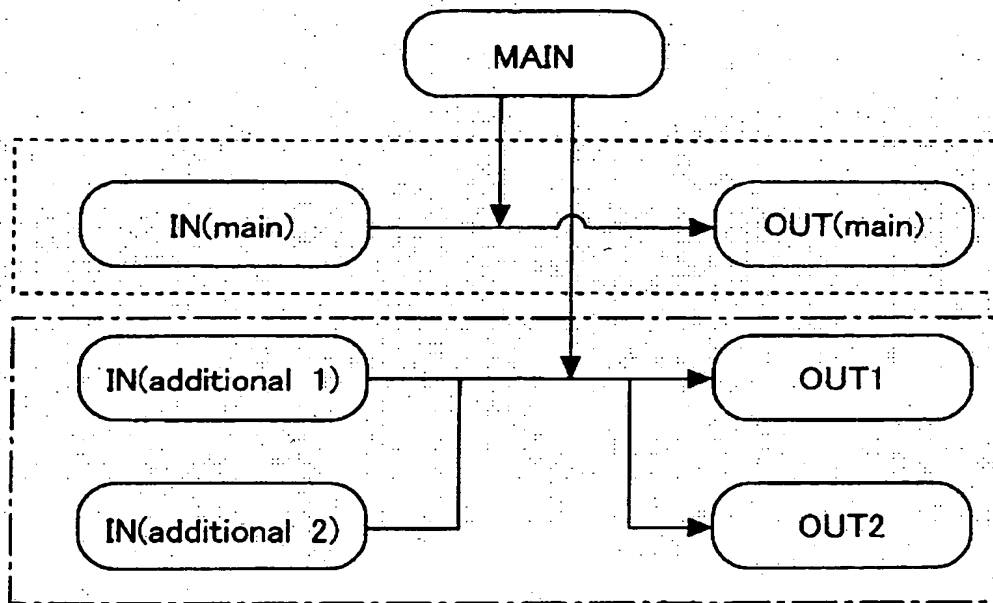 MAIN
IN(main)
OUT(main)
IN(additional 1)
OUT1
IN(additional 2)
OUT2